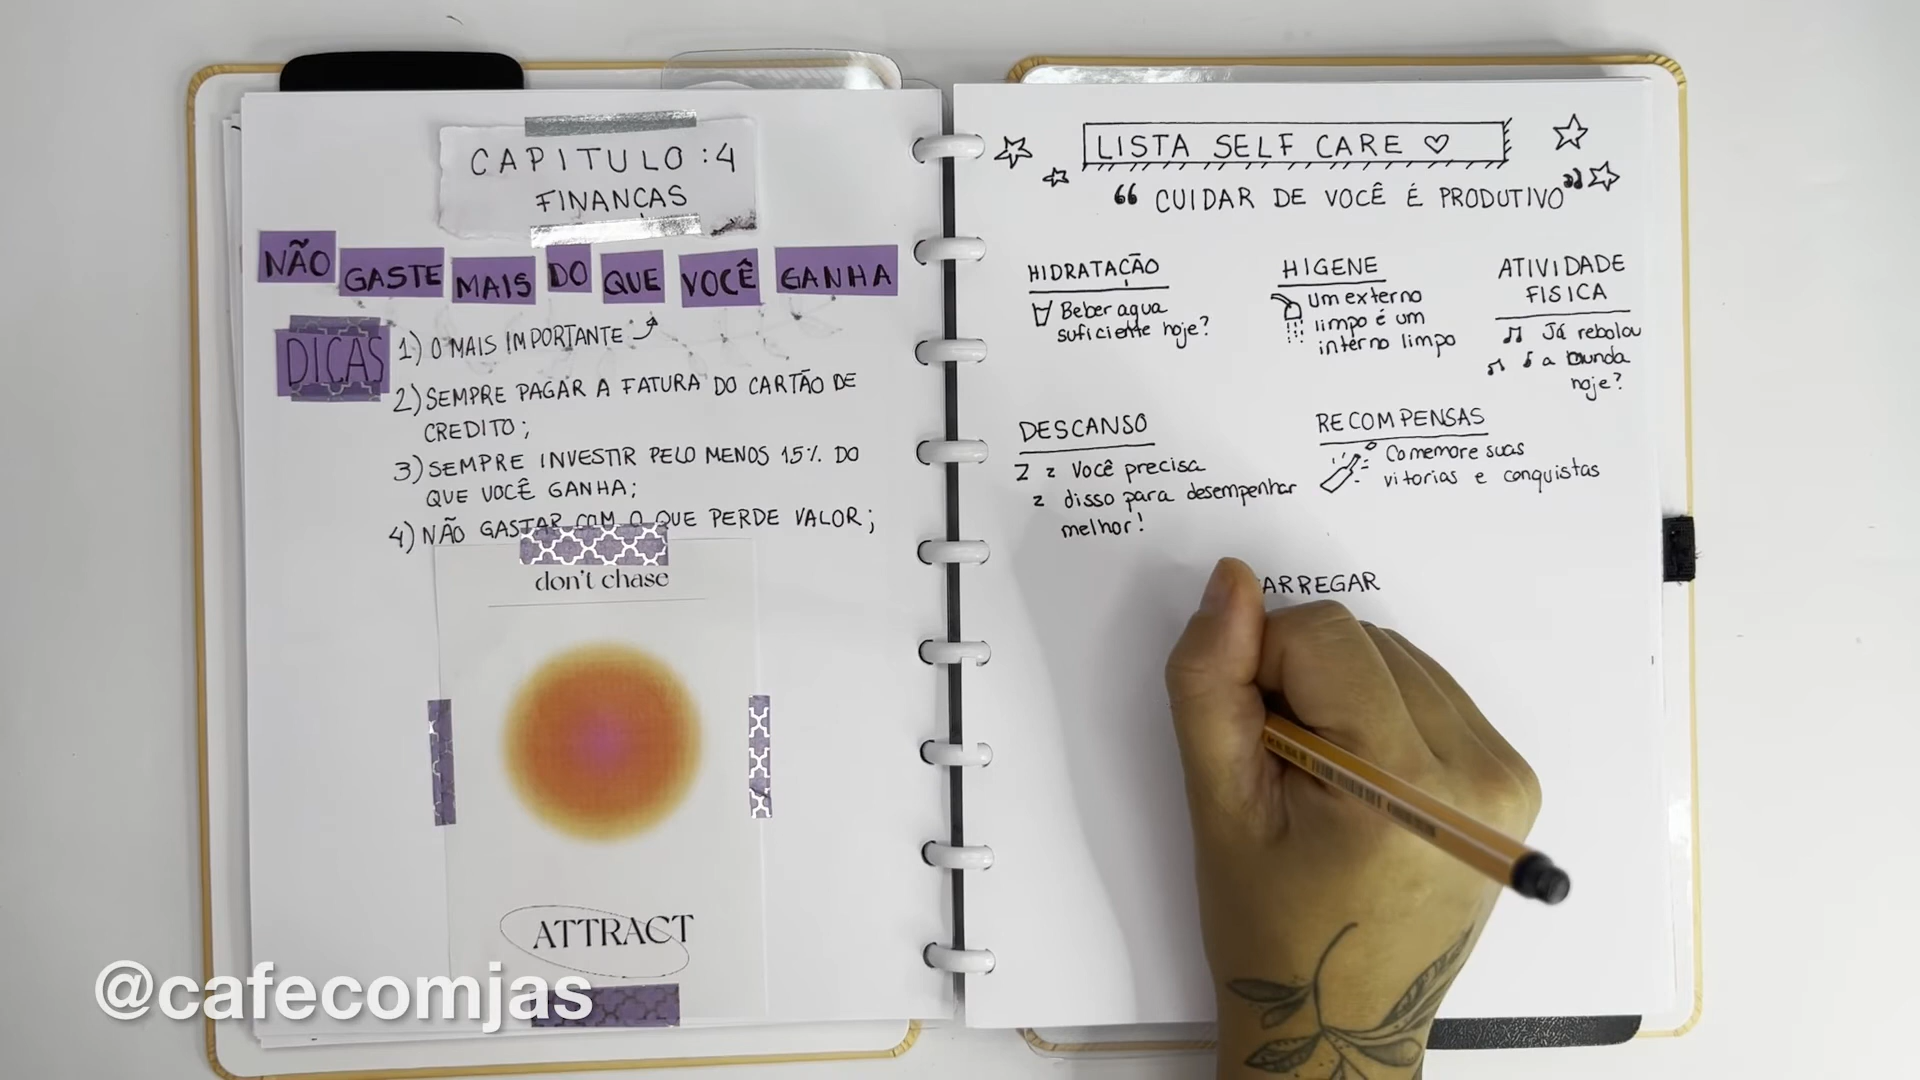 CAPITULO : 4
FINANÇAS
NÃO GASTE MAIS DO QUE VOCÊ GANHA
DICAS
1) O MAIS IMPORTANTE
2) SEMPRE PAGAR A FATURA DO CARTÃO DE
CREDITO;
3) SEMPRE INVESTIR PELO MENOS 15% DO
QUE VOCÊ GANHA;
4) NÃO GASTAR COM O QUE PERDE VALOR;
don't chase
ATTRACT
@cafecomjas
LISTA SELF CARE ♡
“ CUIDAR DE VOCÊ É PRODUTIVO ”
HIDRATAÇÃO
Beber agua
suficiente hoje?
HIGENE
Um externo
limpo é um
interno limpo
ATIVIDADE
FISICA
Já rebolou
a bunda
hoje?
DESCANSO
Z z Você precisa
z disso para desempenhar
melhor!
RECOMPENSAS
Comemore suas
vitorias e conquistas
ARREGAR